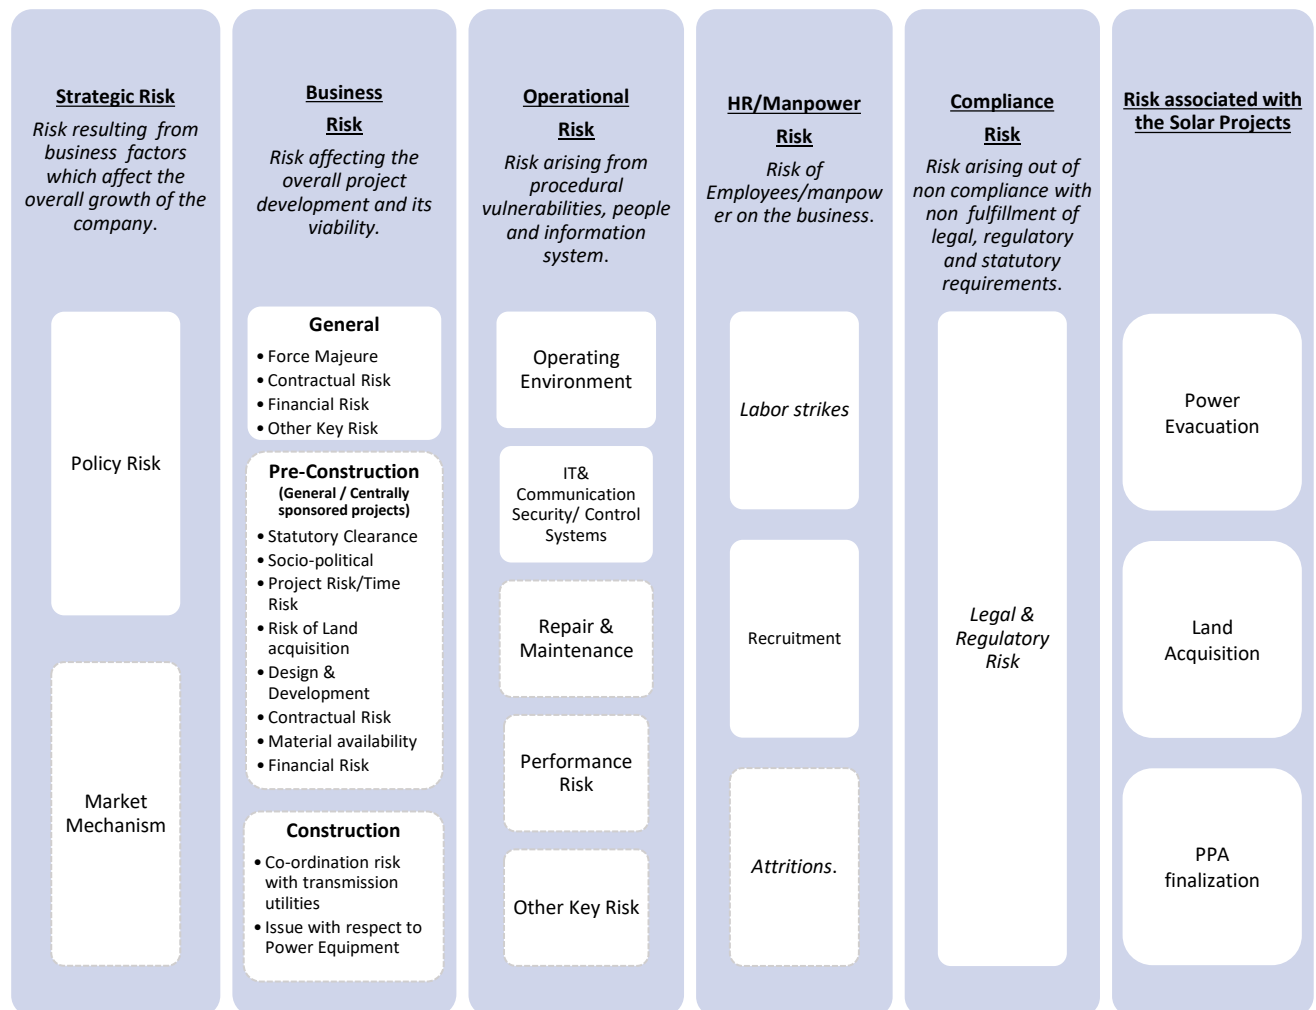 Strategic Risk
Risk resulting from
business factors
which affect the
overall growth of the
company.
Policy Risk
Market
Mechanism
Business
Risk
Risk affecting the
overall project
development and its
viability.
General
• Force Majeure
• Contractual Risk
• Financial Risk
• Other Key Risk
Pre-Construction
(General / Centrally
sponsored projects)
• Statutory Clearance
• Socio-political
• Project Risk/Time
Risk
• Risk of Land
acquisition
• Design &
Development
• Contractual Risk
• Material availability
• Financial Risk
Construction
• Co-ordination risk
with transmission
utilities
• Issue with respect to
Power Equipment
Operational
Risk
Risk arising from
procedural
vulnerabilities, people
and information
system.
Operating
Environment
IT&
Communication
Security/ Control
Systems
Repair &
Maintenance
Performance
Risk
Other Key Risk
HR/Manpower
Risk
Risk of
Employees/manpow
er on the business.
Labor strikes
Recruitment
Attritions.
Compliance
Risk
Risk arising out of
non compliance with
non fulfillment of
legal, regulatory
and statutory
requirements.
Legal &
Regulatory
Risk
Risk associated with
the Solar Projects
Power
Evacuation
Land
Acquisition
PPA
finalization